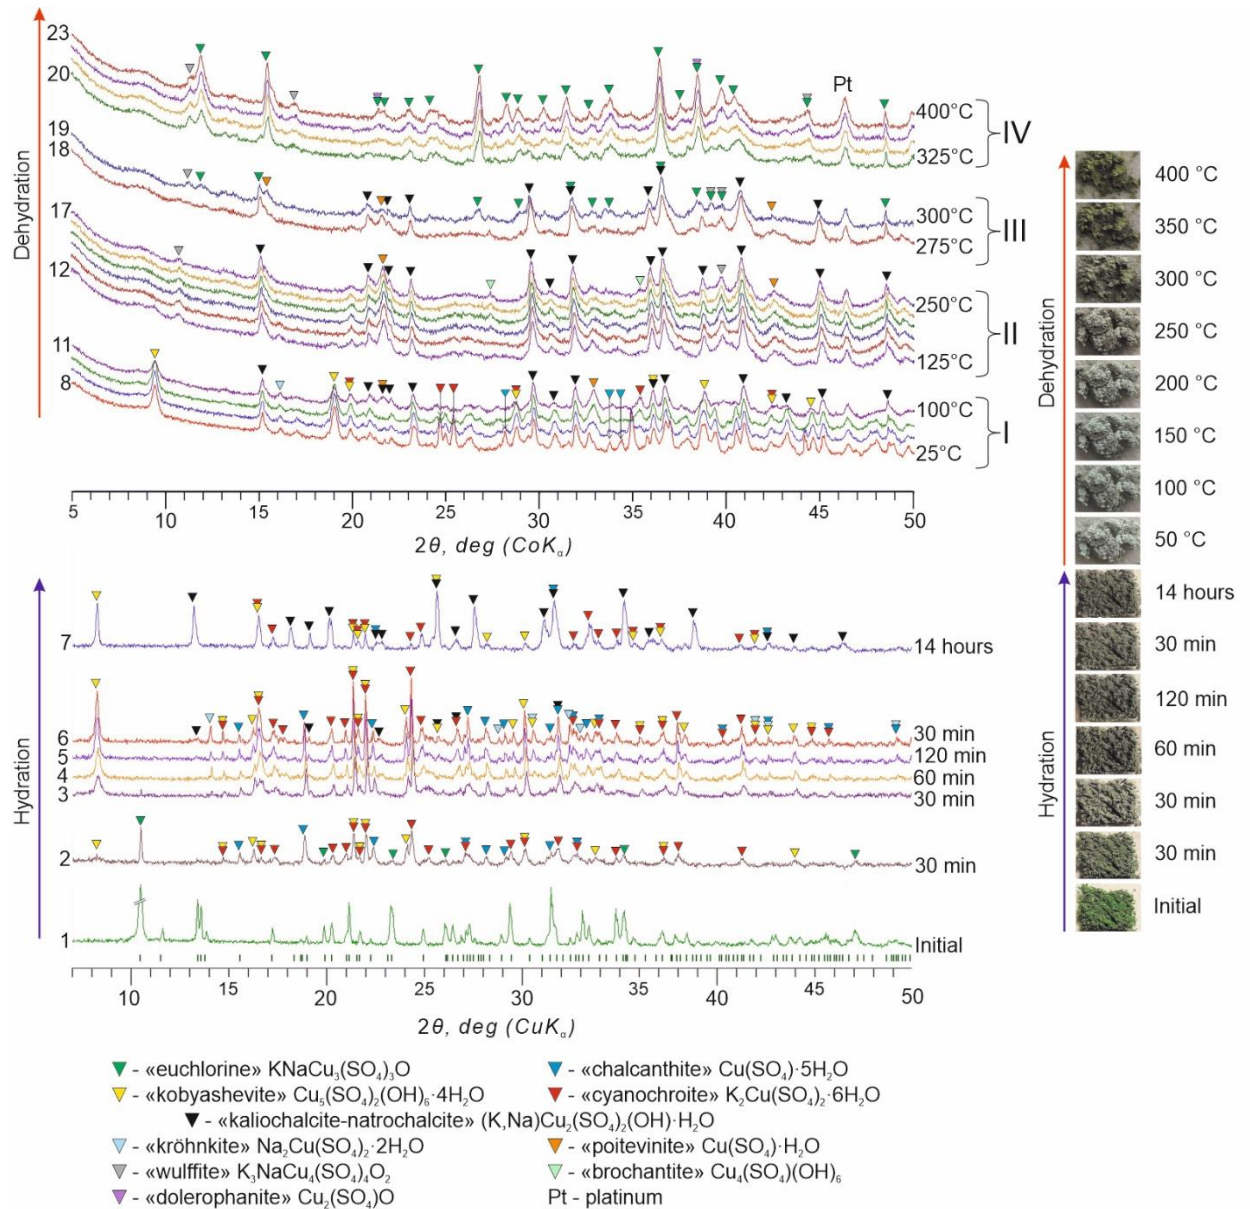 Dehydration
23
20
19
18
17
12
11
8
Pt
400°C
325°C
IV
300°C
275°C
III
250°C
125°C
II
100°C
25°C
I
5 10 15 20 25 30 35 40 45 50
2θ, deg (CoKα)
Hydration
7
14 hours
6
30 min
5
120 min
4
60 min
3
30 min
2
30 min
1
Initial
10 15 20 25 30 35 40 45 50
2θ, deg (CuKα)
Dehydration
400 °C
350 °C
300 °C
250 °C
200 °C
150 °C
100 °C
50 °C
Hydration
14 hours
30 min
120 min
60 min
30 min
30 min
Initial
- «euchlorine» KNaCu₃(SO₄)₃O
- «chalcanthite» Cu(SO₄)·5H₂O
- «kobyashevite» Cu₅(SO₄)₂(OH)₆·4H₂O
- «cyanochroite» K₂Cu(SO₄)₂·6H₂O
- «kaliochalcite-natrochalcite» (K,Na)Cu₂(SO₄)₂(OH)·H₂O
- «kröhnkite» Na₂Cu(SO₄)₂·2H₂O
- «poitevinite» Cu(SO₄)·H₂O
- «wulffite» K₃NaCu₄(SO₄)₄O₂
- «brochantite» Cu₄(SO₄)(OH)₆
- «dolerophanite» Cu₂(SO₄)O
Pt - platinum